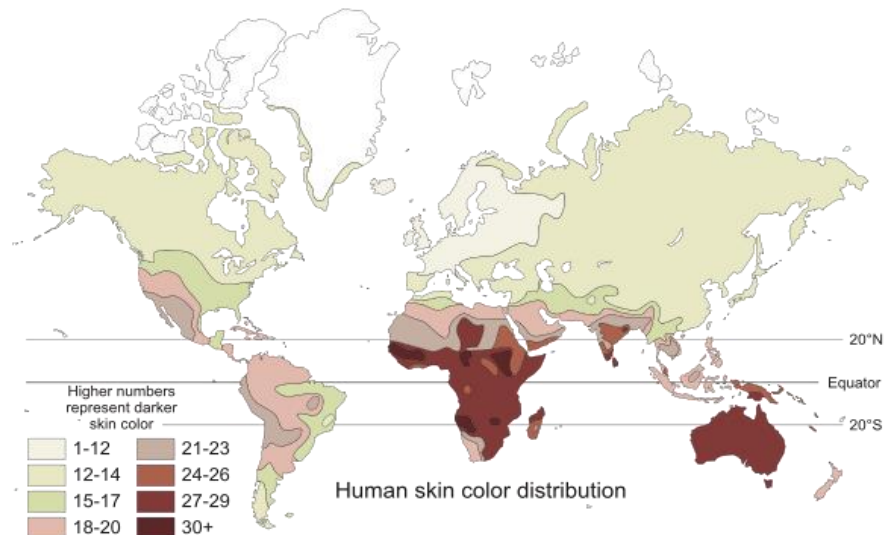 20°N
Equator
20°S
Higher numbers
represent darker
skin color
1-12
12-14
15-17
18-20
21-23
24-26
27-29
30+
Human skin color distribution